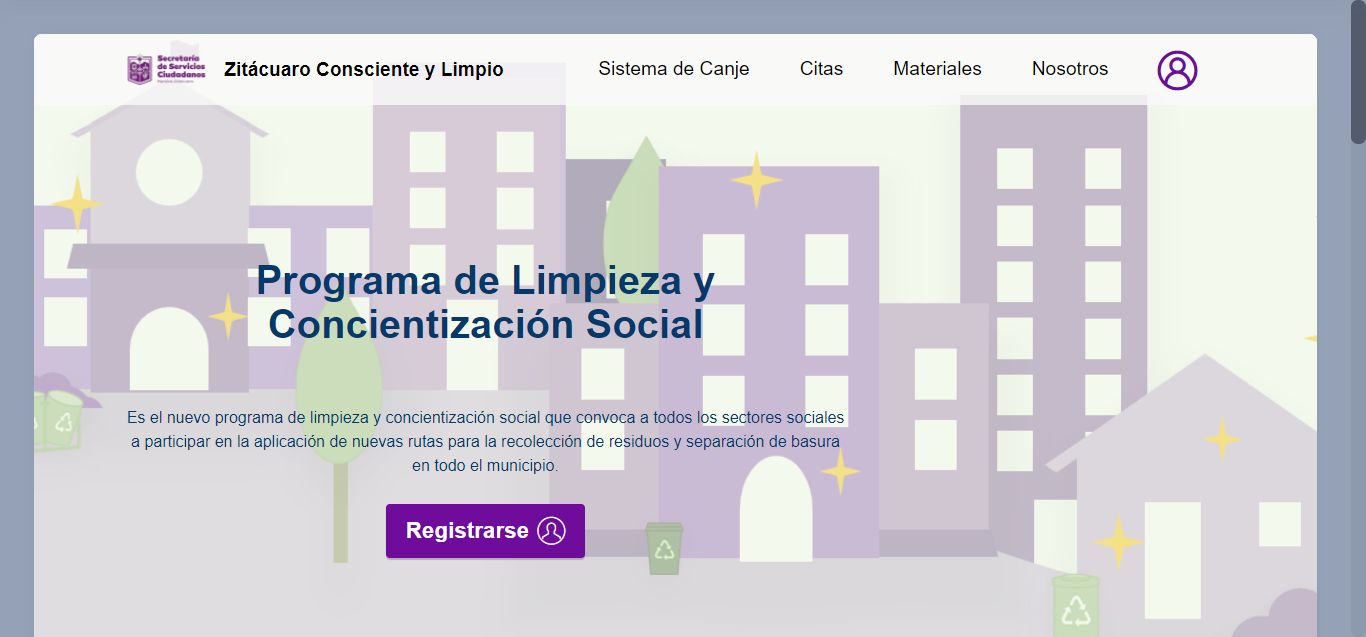 Secretaría
de Servicios
Ciudadanos
Zitácuaro Consciente y Limpio
Sistema de Canje
Citas
Materiales
Nosotros
Programa de Limpieza y
Concientización Social
Es el nuevo programa de limpieza y concientización social que convoca a todos los sectores sociales
a participar en la aplicación de nuevas rutas para la recolección de residuos y separación de basura
en todo el municipio.
Registrarse